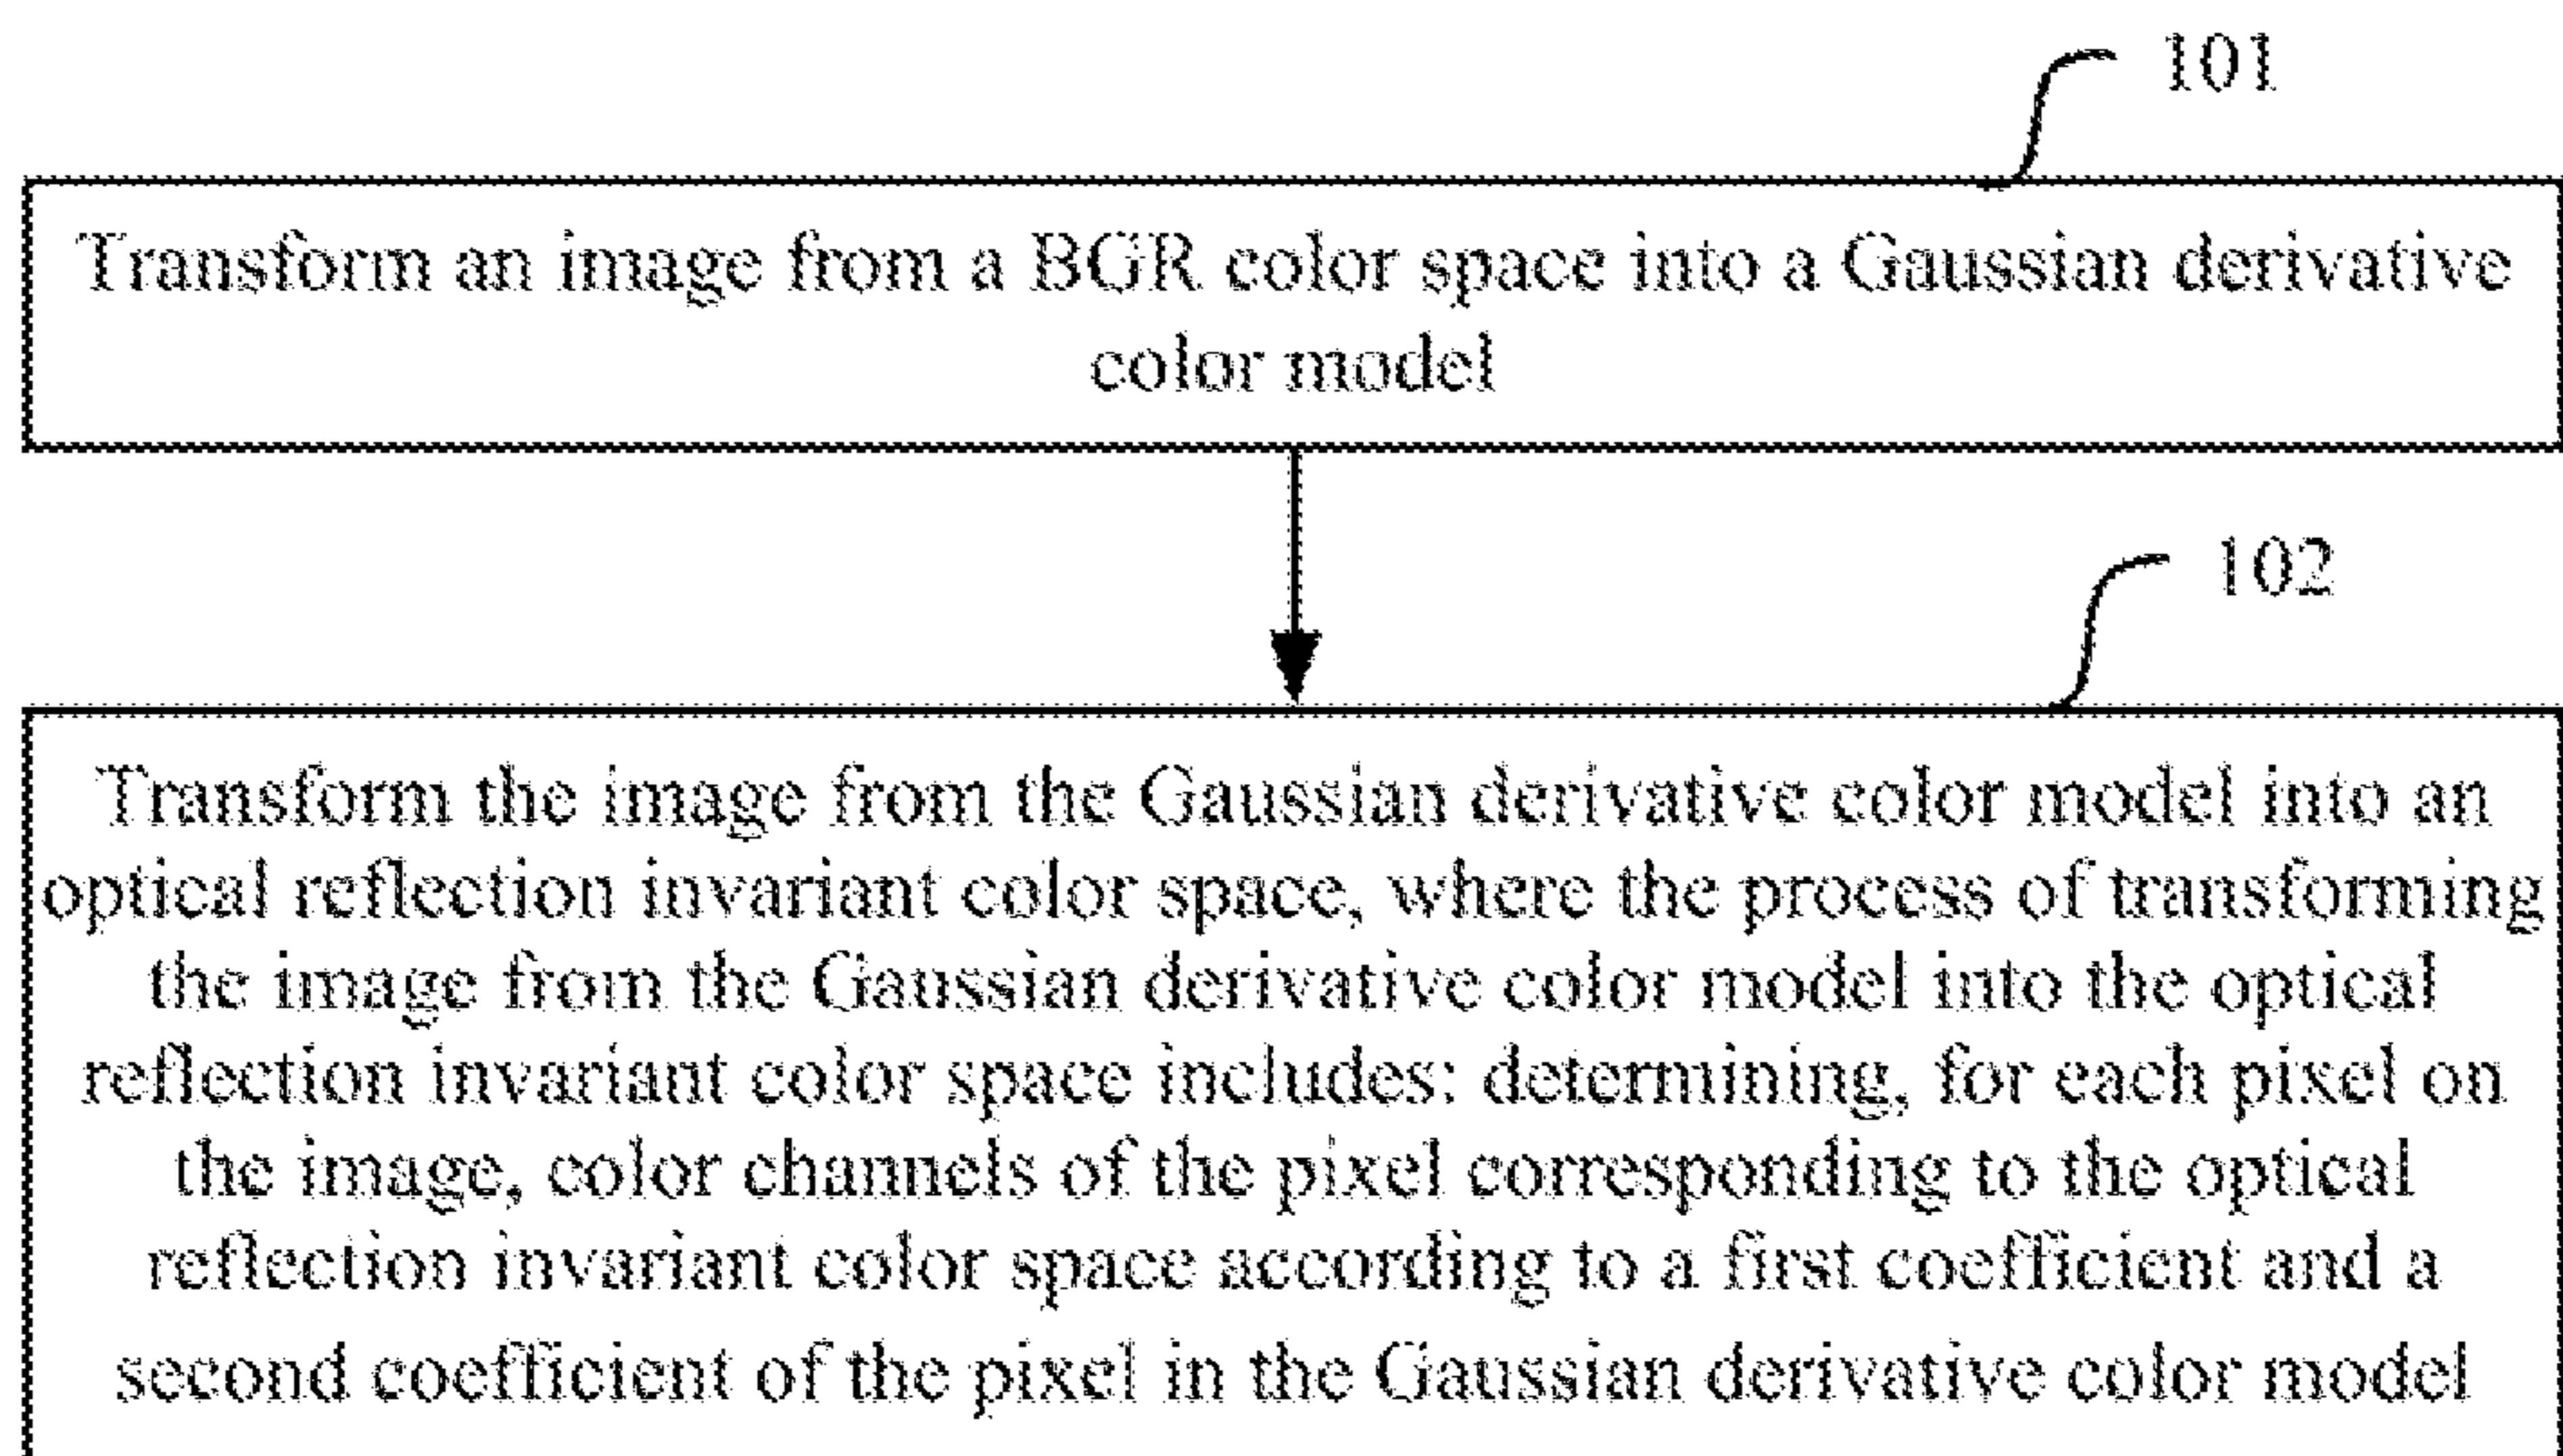 101
Transform an image from a BGR color space into a Gaussian derivative
color model
102
Transform the image from the Gaussian derivative color model into an
optical reflection invariant color space, where the process of transforming
the image from the Gaussian derivative color model into the optical
reflection invariant color space includes: determining, for each pixel on
the image, color channels of the pixel corresponding to the optical
reflection invariant color space according to a first coefficient and a
second coefficient of the pixel in the Gaussian derivative color model